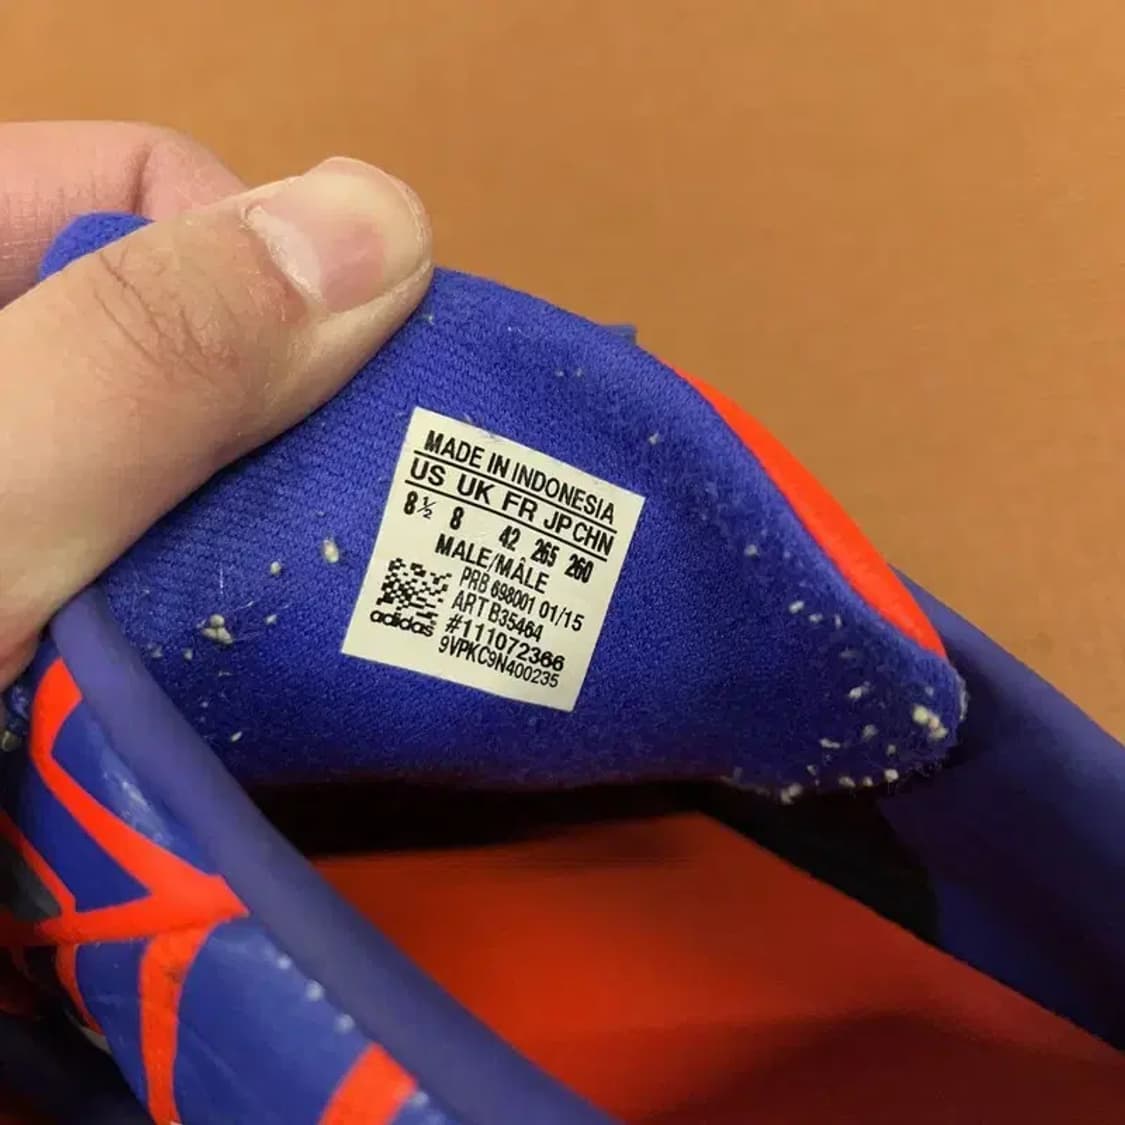 MADE IN INDONESIA
US UK FR JP CHN
8½ 8 42 265 260
MALE/MÂLE
PRB 698001 01/15
ART B35464
#111072366
9VPKC9N400235
adidas